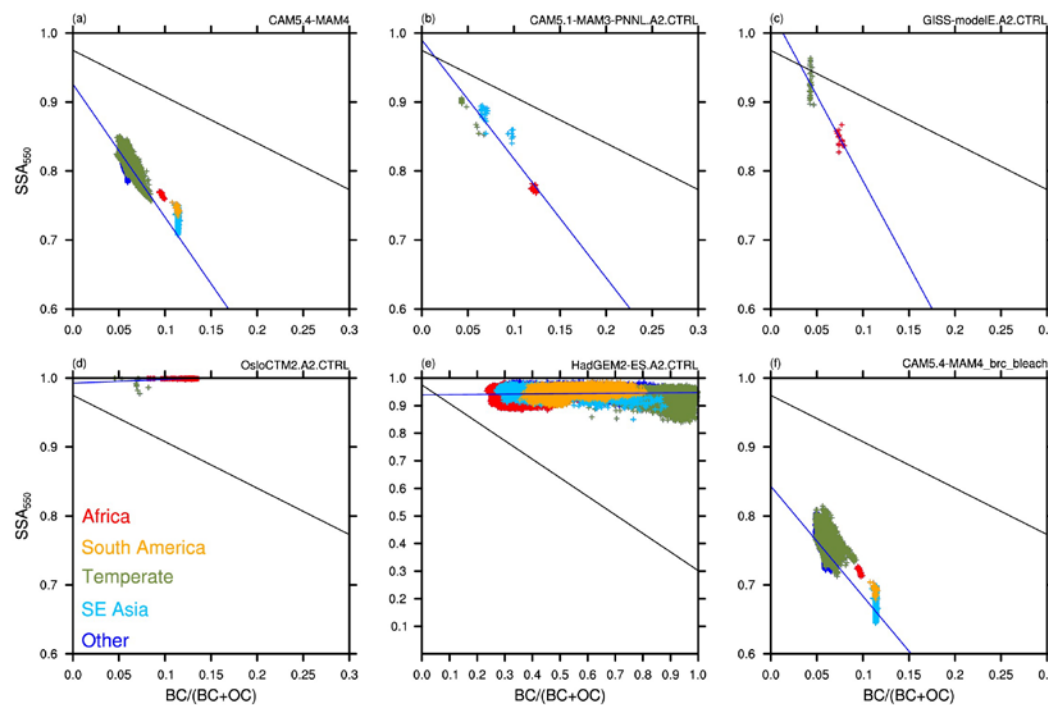 (a) CAM5.4-MAM4
(b) CAM5.1-MAM3-PNNL.A2.CTRL
(c) GISS-modelE.A2.CTRL
1.0 1.0 1.0
0.9 0.9 0.9
SSA550
0.8 0.8 0.8
0.7 0.7 0.7
0.6 0.6 0.6
0.0 0.05 0.1 0.15 0.2 0.25 0.3
0.0 0.05 0.1 0.15 0.2 0.25 0.3
0.0 0.05 0.1 0.15 0.2 0.25 0.3
(d) OsloCTM2.A2.CTRL
(e) HadGEM2-ES.A2.CTRL
(f) CAM5.4-MAM4_brc_bleach
1.0
0.9
0.8
0.7
0.6
SSA550
Africa
South America
Temperate
SE Asia
Other
1.0
0.9
0.8
0.7
0.6
0.5
0.4
0.3
0.2
0.1
1.0
0.9
0.8
0.7
0.6
0.0 0.05 0.1 0.15 0.2 0.25 0.3
0.0 0.1 0.2 0.3 0.4 0.5 0.6 0.7 0.8 0.9 1.0
0.0 0.05 0.1 0.15 0.2 0.25 0.3
BC/(BC+OC) BC/(BC+OC) BC/(BC+OC)